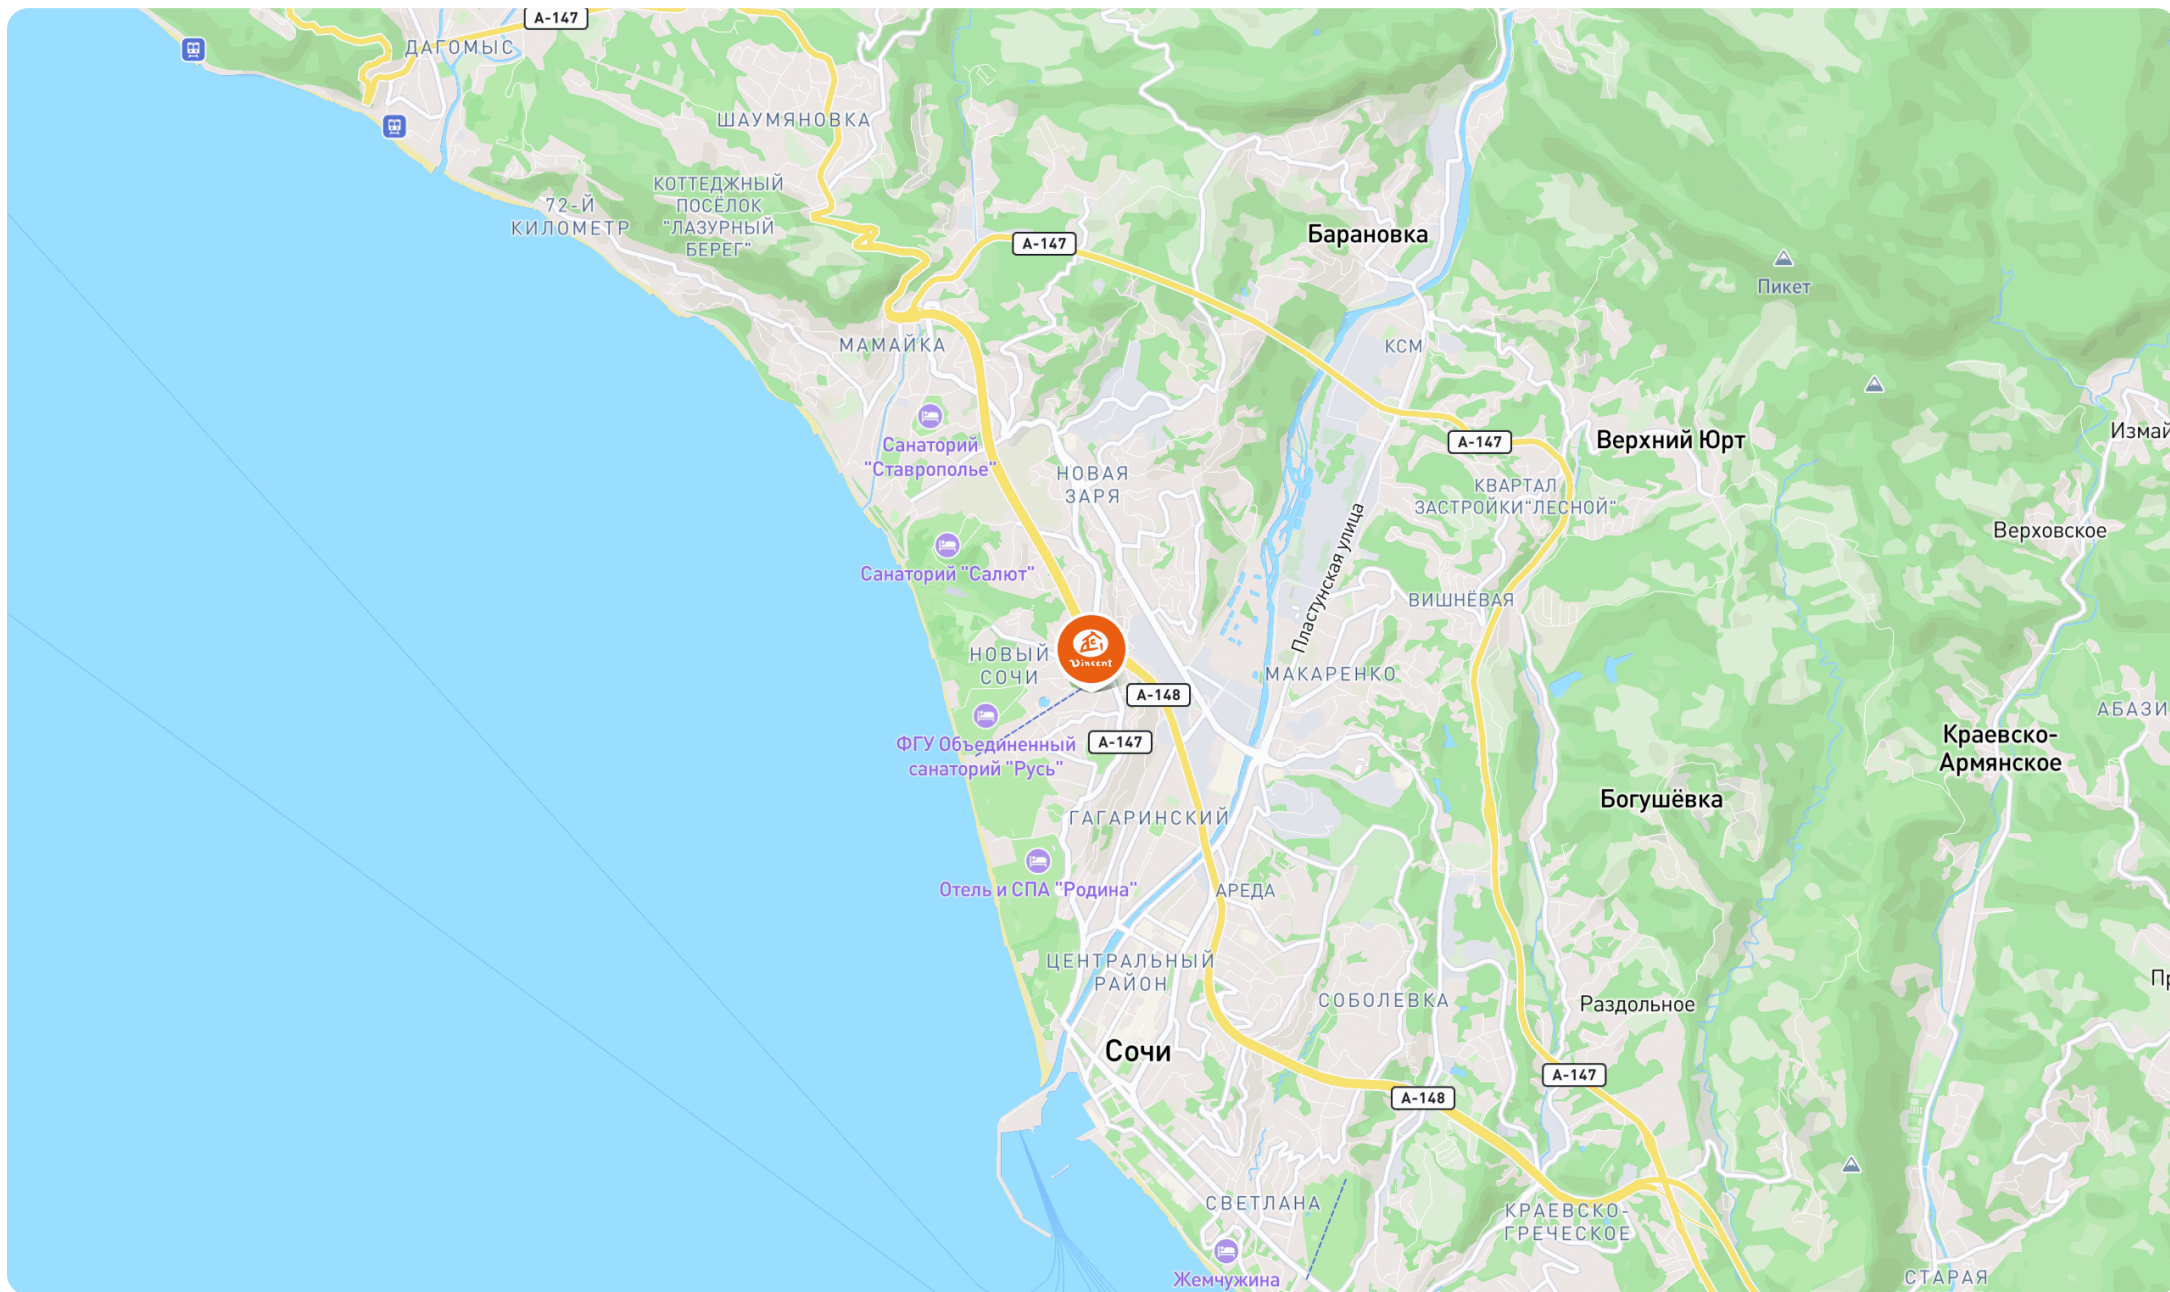 А-147
ДАГОМЫС
ШАУМЯНОВКА
КОТТЕДЖНЫЙ
ПОСЁЛОК
"ЛАЗУРНЫЙ
БЕРЕГ"
72-Й
КИЛОМЕТР
А-147
Барановка
Пикет
МАМАЙКА
КСМ
Санаторий
"Ставрополье"
НОВАЯ
ЗАРЯ
А-147
Верхний Юрт
Измай
КВАРТАЛ
ЗАСТРОЙКИ"ЛЕСНОЙ"
Верховское
Пластунская улица
Санаторий "Салют"
ВИШНЁВАЯ
Vincent
НОВЫЙ
СОЧИ
МАКАРЕНКО
А-148
АБАЗИ
А-147
ФГУ Объединенный
санаторий "Русь"
Краевско-
Армянское
Богушёвка
ГАГАРИНСКИЙ
Отель и СПА "Родина"
АРЕДА
ЦЕНТРАЛЬНЫЙ
РАЙОН
СОБОЛЕВКА
Раздольное
Сочи
А-147
А-148
СВЕТЛАНА
КРАЕВСКО-
ГРЕЧЕСКОЕ
Жемчужина
СТАРАЯ